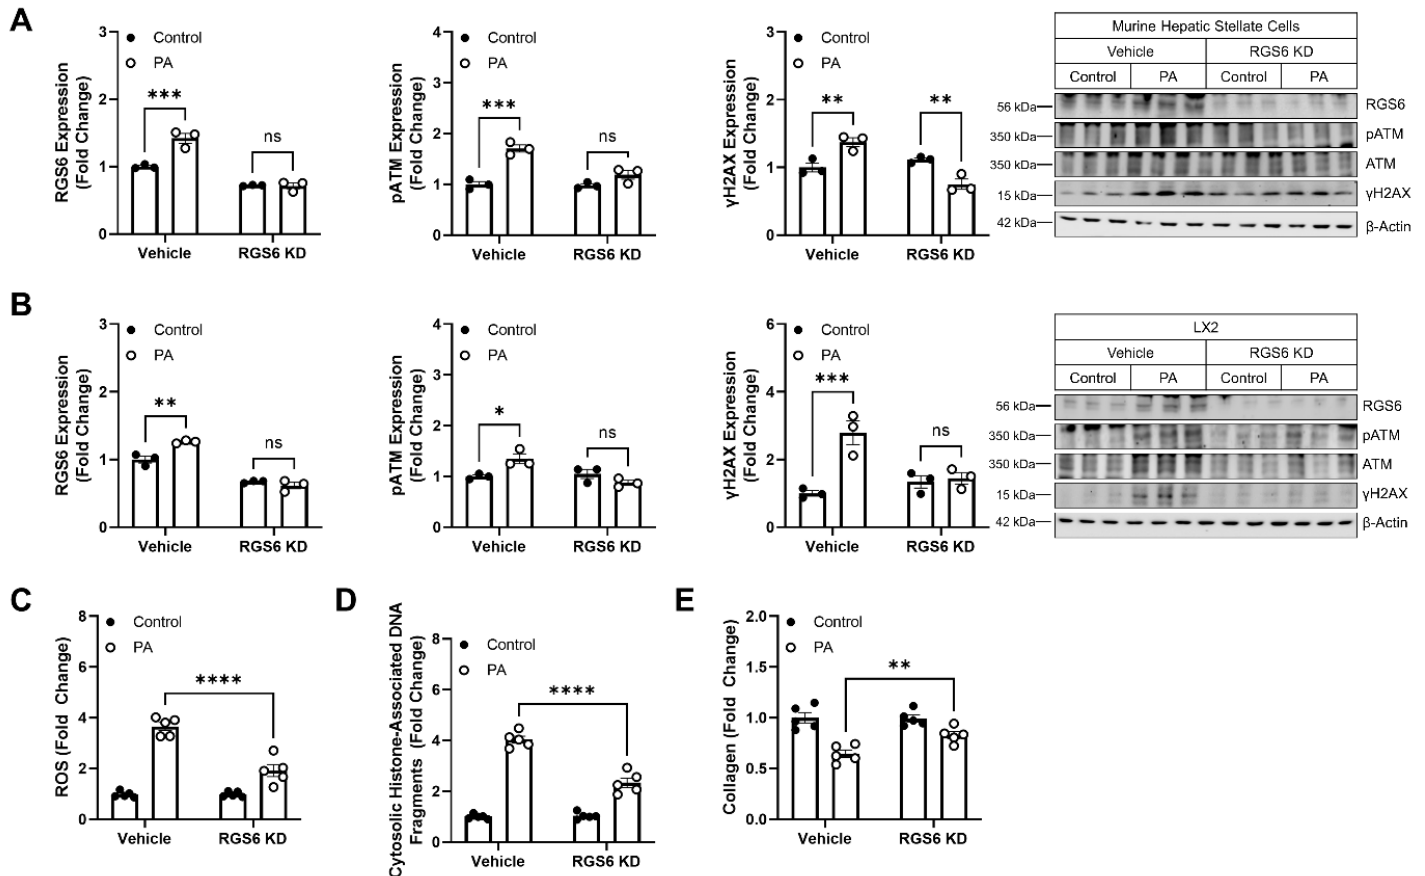 A
RGS6 Expression
(Fold Change)
3
2
1
0
Control
PA
***
ns
Vehicle
RGS6 KD
pATM Expression
(Fold Change)
4
3
2
1
0
Control
PA
***
ns
Vehicle
RGS6 KD
γH2AX Expression
(Fold Change)
3
2
1
0
Control
PA
**
**
Vehicle
RGS6 KD
Murine Hepatic Stellate Cells
Vehicle RGS6 KD
Control PA Control PA
56 kDa RGS6
350 kDa pATM
350 kDa ATM
15 kDa γH2AX
42 kDa β-Actin
B
RGS6 Expression
(Fold Change)
3
2
1
0
Control
PA
**
ns
Vehicle
RGS6 KD
pATM Expression
(Fold Change)
4
3
2
1
0
Control
PA
*
ns
Vehicle
RGS6 KD
γH2AX Expression
(Fold Change)
6
4
2
0
Control
PA
***
ns
Vehicle
RGS6 KD
LX2
Vehicle RGS6 KD
Control PA Control PA
56 kDa RGS6
350 kDa pATM
350 kDa ATM
15 kDa γH2AX
42 kDa β-Actin
C
ROS (Fold Change)
8
6
4
2
0
Control
PA
****
Vehicle
RGS6 KD
D
Cytosolic Histone-Associated DNA
Fragments (Fold Change)
8
6
4
2
0
Control
PA
****
Vehicle
RGS6 KD
E
Collagen (Fold Change)
2.0
1.5
1.0
0.5
0.0
Control
PA
**
Vehicle
RGS6 KD